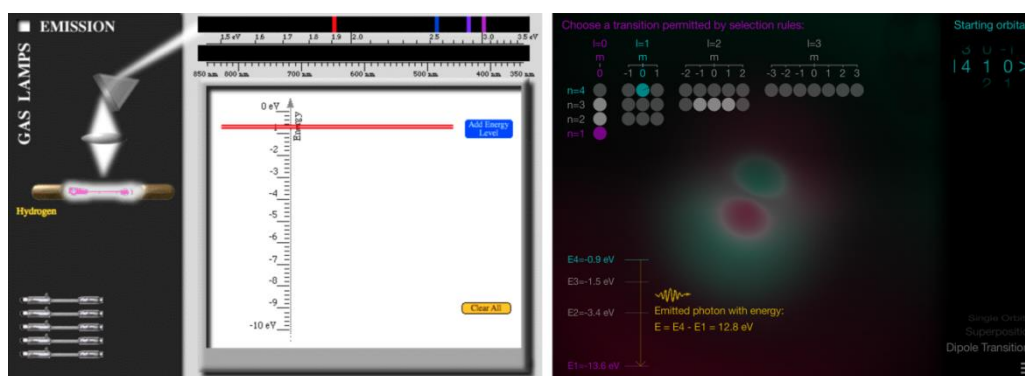 EMISSION
GAS LAMPS
Hydrogen
1.5 eV 1.6 1.7 1.8 1.9 2 2.5 3.0 3.5 eV
850 nm 800 nm 700 nm 600 nm 500 nm 400 nm 350 nm
0 eV
Energy
Add Energy
Level
-2
-3
-4
-5
-6
-7
-8
-9
-10 eV
Clear All
Choose a transition permitted by selection rules:
l=0 l=1 l=2 l=3
m m m m
0 -1 0 1 -2 -1 0 1 2 -3 -2 -1 0 1 2 3
n=4
n=3
n=2
n=1
Starting orbita
3 0 -1
|4 1 0>
2 1
E4=-0.9 eV
E3=-1.5 eV
E2=-3.4 eV
E1=-13.6 eV
Emitted photon with energy:
E = E4 - E1 = 12.8 eV
Single Orbit
Superpositi
Dipole Transition